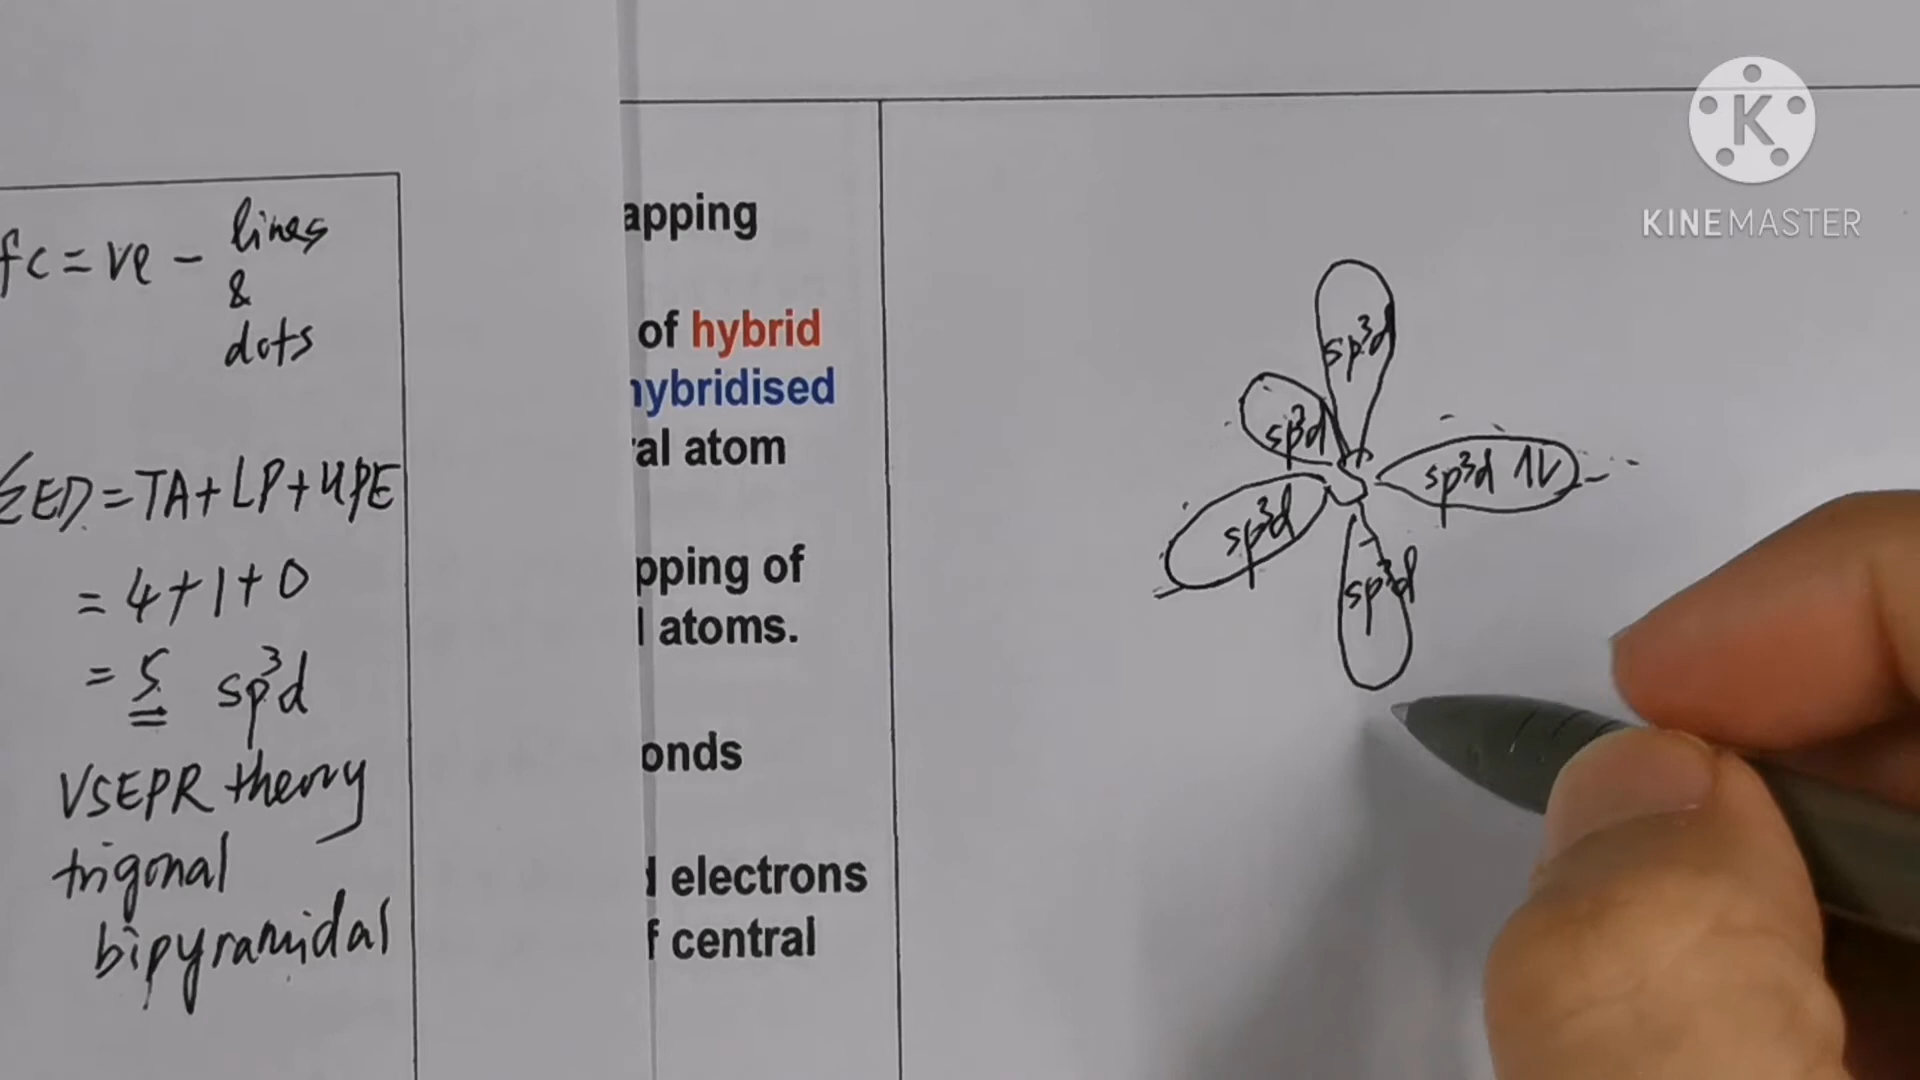 fc = ve - lines
&
dots
ΣED = TA + LP + UPE
= 4 + 1 + 0
= 5 sp³d
VSEPR theory
trigonal
bipyramidal
apping
of hybrid
hybridised
al atom
pping of
l atoms.
onds
d electrons
f central
sp³d
sp³d
sp³d 1V
sp³d
sp³d
K
KINEMASTER